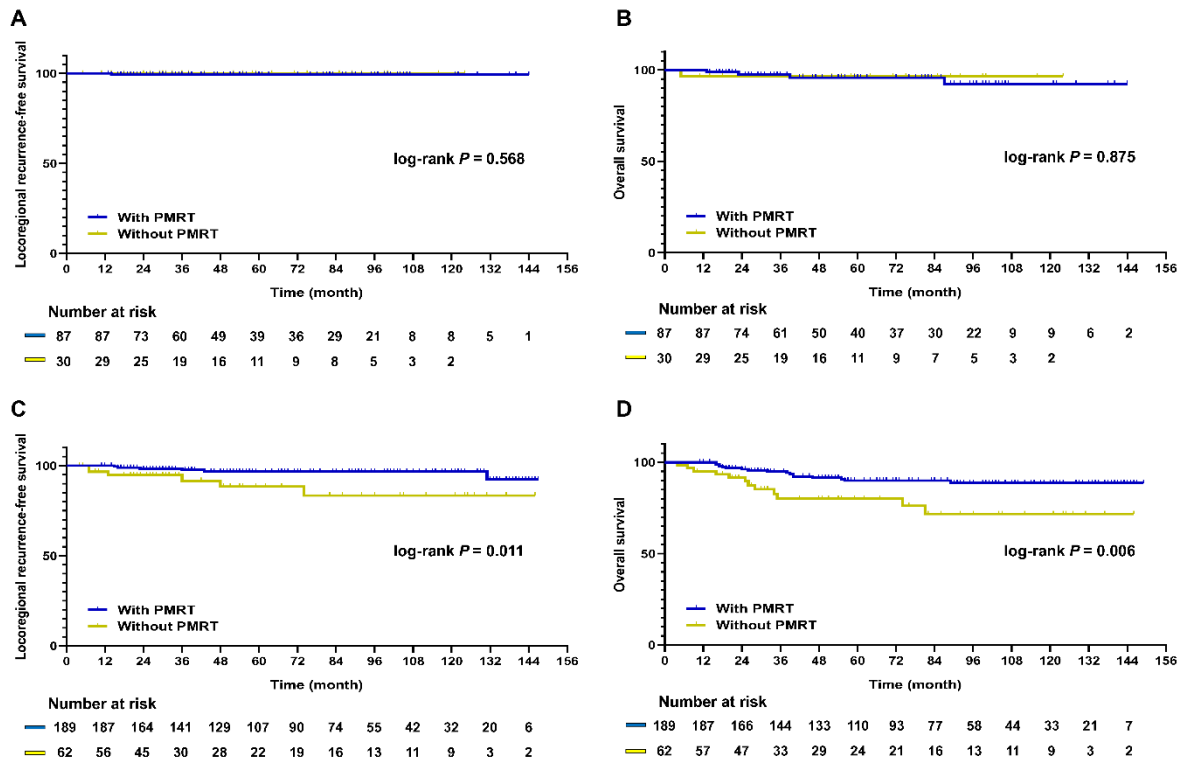 A
Locoregional recurrence-free survival
100
50
0
log-rank P = 0.568
With PMRT
Without PMRT
0 12 24 36 48 60 72 84 96 108 120 132 144 156
Time (month)
Number at risk
87 87 73 60 49 39 36 29 21 8 8 5 1
30 29 25 19 16 11 9 8 5 3 2
B
Overall survival
100
50
0
log-rank P = 0.875
With PMRT
Without PMRT
0 12 24 36 48 60 72 84 96 108 120 132 144 156
Time (month)
Number at risk
87 87 74 61 50 40 37 30 22 9 9 6 2
30 29 25 19 16 11 9 7 5 3 2
C
Locoregional recurrence-free survival
100
50
0
log-rank P = 0.011
With PMRT
Without PMRT
0 12 24 36 48 60 72 84 96 108 120 132 144 156
Time (month)
Number at risk
189 187 164 141 129 107 90 74 55 42 32 20 6
62 56 45 30 28 22 19 16 13 11 9 3 2
D
Overall survival
100
50
0
log-rank P = 0.006
With PMRT
Without PMRT
0 12 24 36 48 60 72 84 96 108 120 132 144 156
Time (month)
Number at risk
189 187 166 144 133 110 93 77 58 44 33 21 7
62 57 47 33 29 24 21 16 13 11 9 3 2